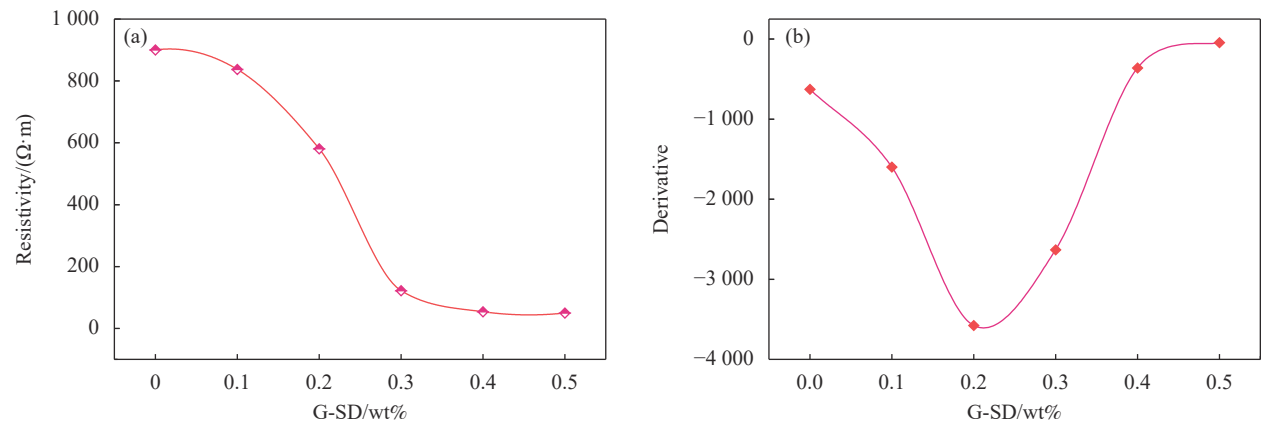 (a)
Resistivity/(Ω·m)
1 000
800
600
400
200
0
0 0.1 0.2 0.3 0.4 0.5
G-SD/wt%
(b)
Derivative
0
−1 000
−2 000
−3 000
−4 000
0.0 0.1 0.2 0.3 0.4 0.5
G-SD/wt%